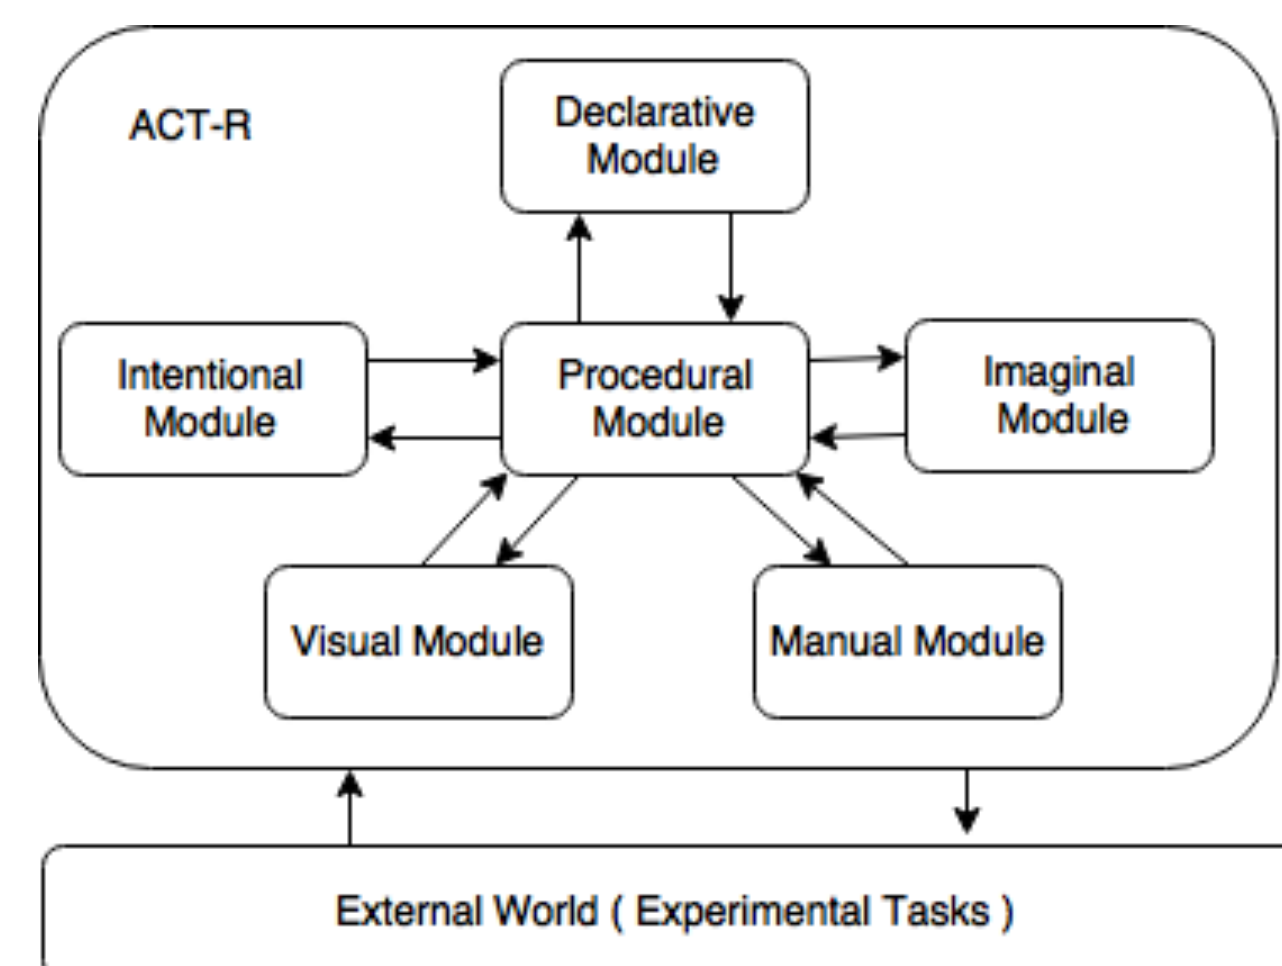 ACT-R
Declarative
Module
Intentional
Module
Procedural
Module
Imaginal
Module
Visual Module
Manual Module
External World ( Experimental Tasks )